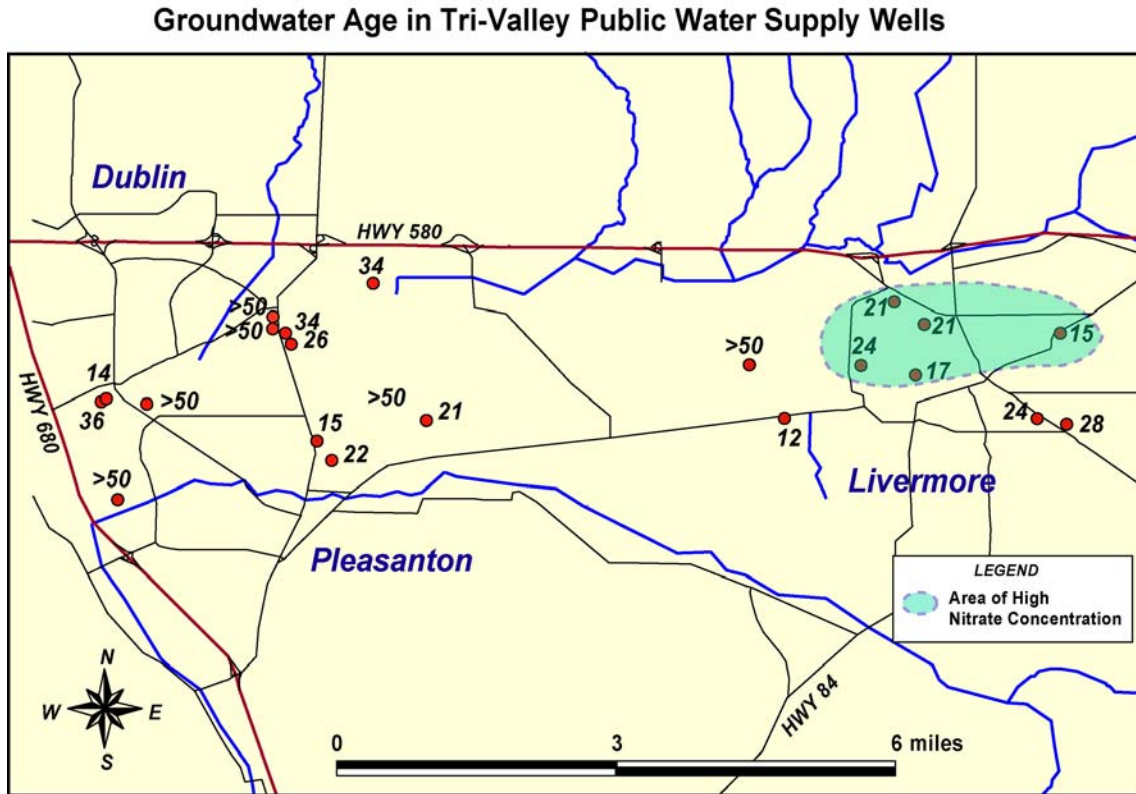 Groundwater Age in Tri-Valley Public Water Supply Wells
Dublin
HWY 580
34
>50
>50
34
26
21
21
15
24
17
>50
14
36
>50
>50
21
15
22
12
24
28
HWY 680
>50
Livermore
Pleasanton
LEGEND
Area of High
Nitrate Concentration
HWY 84
N
W
E
S
0
3
6 miles